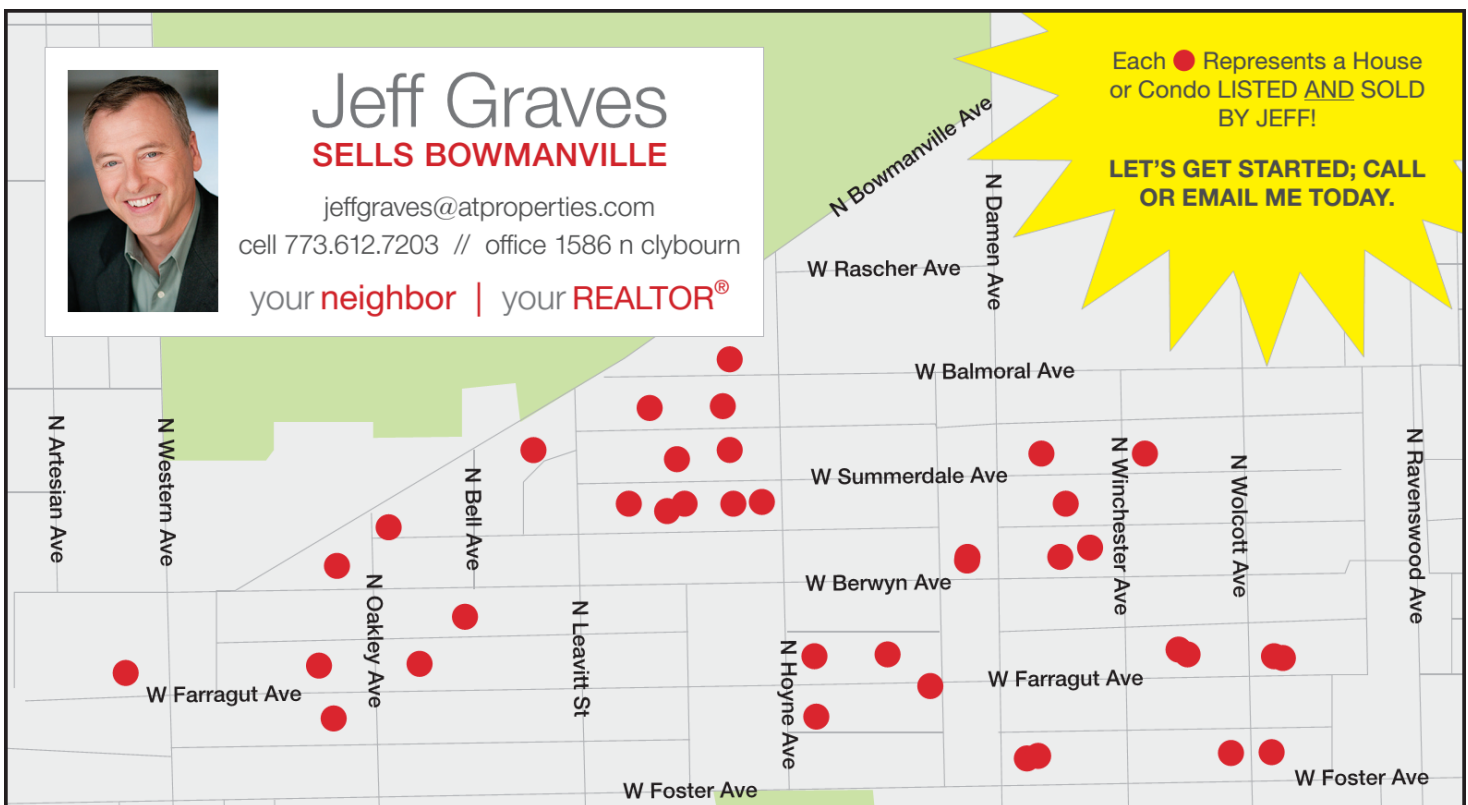 Jeff Graves
SELLS BOWMANVILLE
jeffgraves@atproperties.com
cell 773.612.7203 // office 1586 n clybourn
your neighbor | your REALTOR®
Each Represents a House
or Condo LISTED AND SOLD
BY JEFF!
LET'S GET STARTED; CALL
OR EMAIL ME TODAY.
N Bowmanville Ave
N Damen Ave
W Rascher Ave
W Balmoral Ave
N Artesian Ave
N Western Ave
N Bell Ave
W Summerdale Ave
N Winchester Ave
N Wolcott Ave
N Ravenswood Ave
W Berwyn Ave
N Oakley Ave
N Leavitt St
N Hoyne Ave
W Farragut Ave
W Farragut Ave
W Foster Ave
W Foster Ave